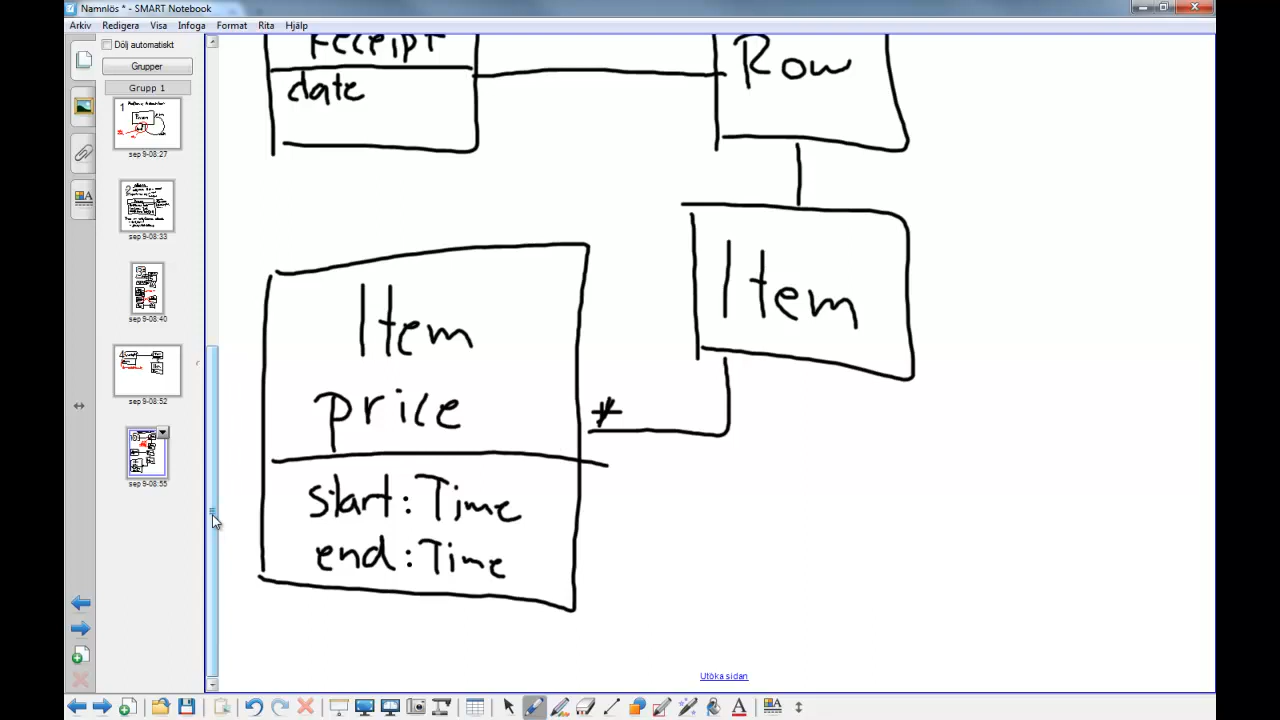 Namnlös * - SMART Notebook
Arkiv Redigera Visa Infoga Format Rita Hjälp
Dölj automatiskt
Grupper
Grupp 1
sep 9-08:27
sep 9-08:33
sep 9-08:40
sep 9-08:52
sep 9-08:55
receipt
date
Row
Item
Item
price
*
start: Time
end: Time
Utöka sidan